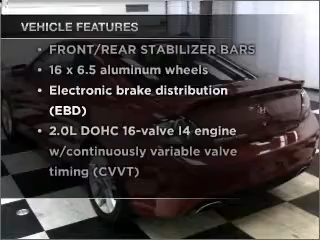 VEHICLE FEATURES
• FRONT/REAR STABILIZER BARS
• 16 x 6.5 aluminum wheels
• Electronic brake distribution
(EBD)
• 2.0L DOHC 16-valve I4 engine
w/continuously variable valve
timing (CVVT)